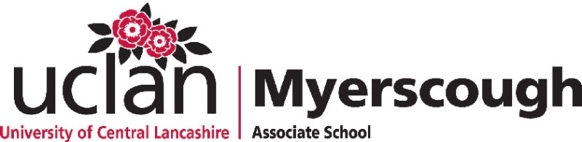 uclan
University of Central Lancashire
Myerscough
Associate School